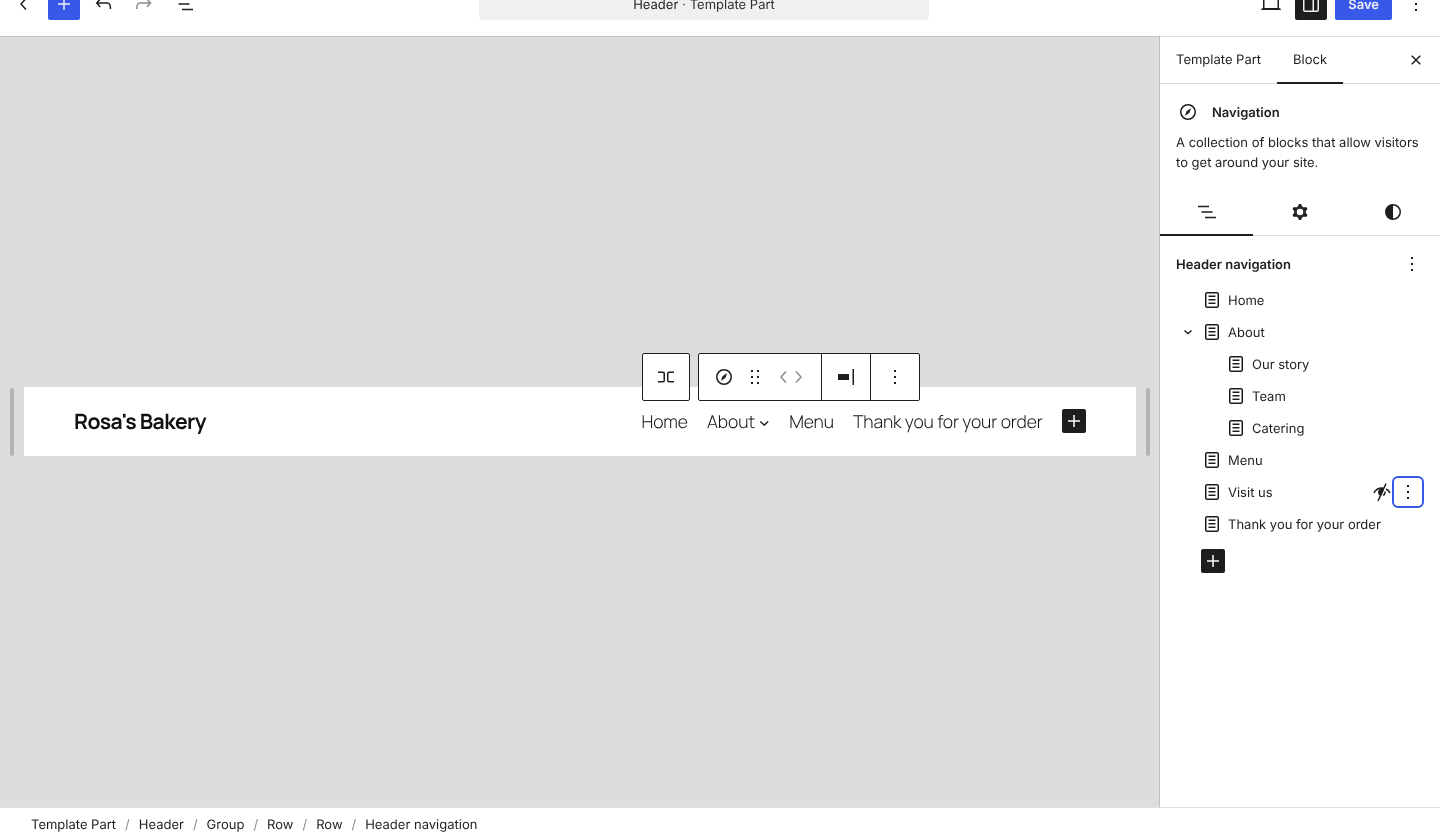 Header · Template Part
Save
Template Part
Block
Navigation
A collection of blocks that allow visitors
to get around your site.
Header navigation
Home
About
Our story
Team
Catering
Menu
Visit us
Thank you for your order
Rosa's Bakery
Home About Menu Thank you for your order
Template Part / Header / Group / Row / Row / Header navigation